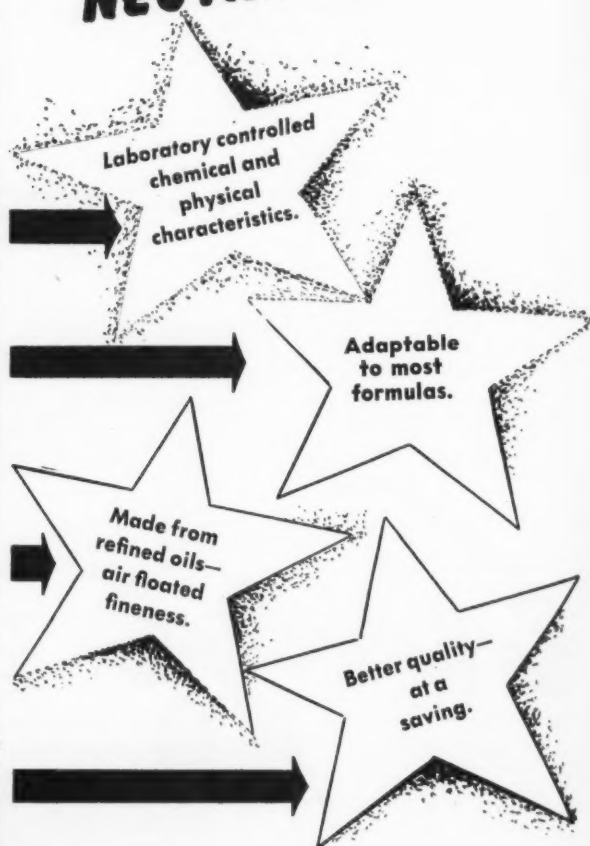 Laboratory controlled
chemical and
physical
characteristics.
Adaptable
to most
formulas.
Made from
refined oils—
air floated
fineness.
Better quality—
at a
saving.